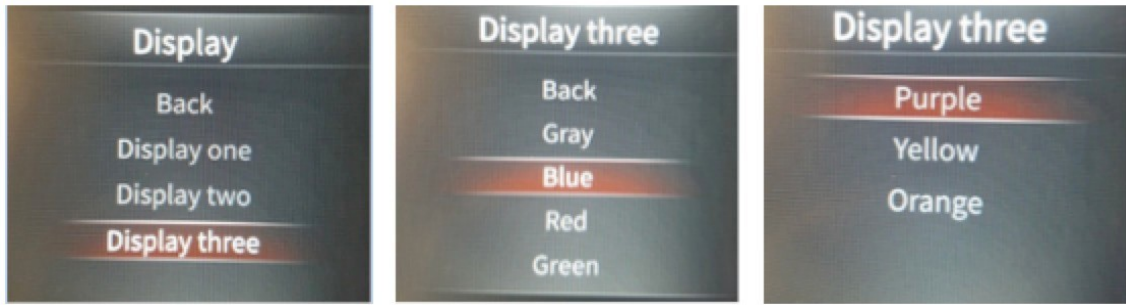 Display
Back
Display one
Display two
Display three
Display three
Back
Gray
Blue
Red
Green
Display three
Purple
Yellow
Orange